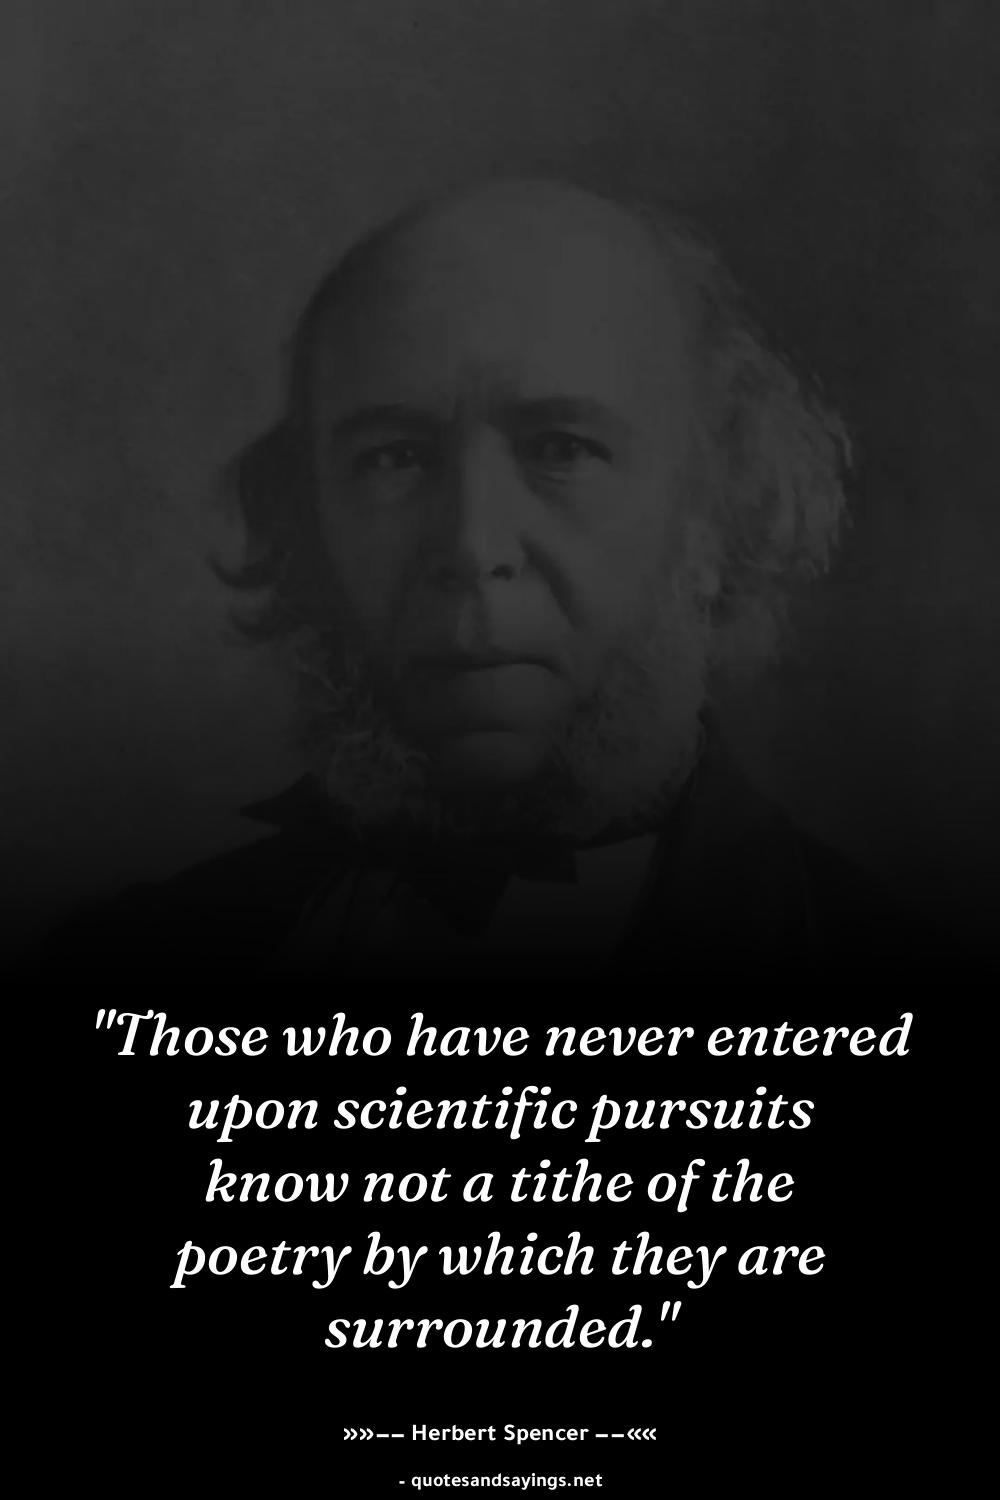 "Those who have never entered
upon scientific pursuits
know not a tithe of the
poetry by which they are
surrounded."
»»–– Herbert Spencer ––««
- quotesandsayings.net